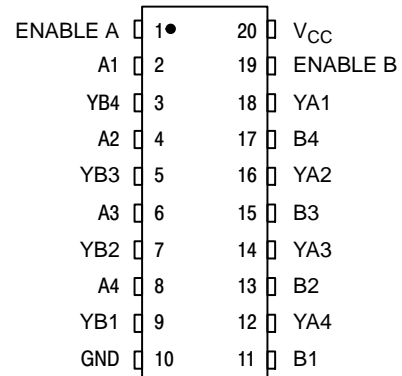 ENABLE A 1 20 VCC
A1 2 19 ENABLE B
YB4 3 18 YA1
A2 4 17 B4
YB3 5 16 YA2
A3 6 15 B3
YB2 7 14 YA3
A4 8 13 B2
YB1 9 12 YA4
GND 10 11 B1